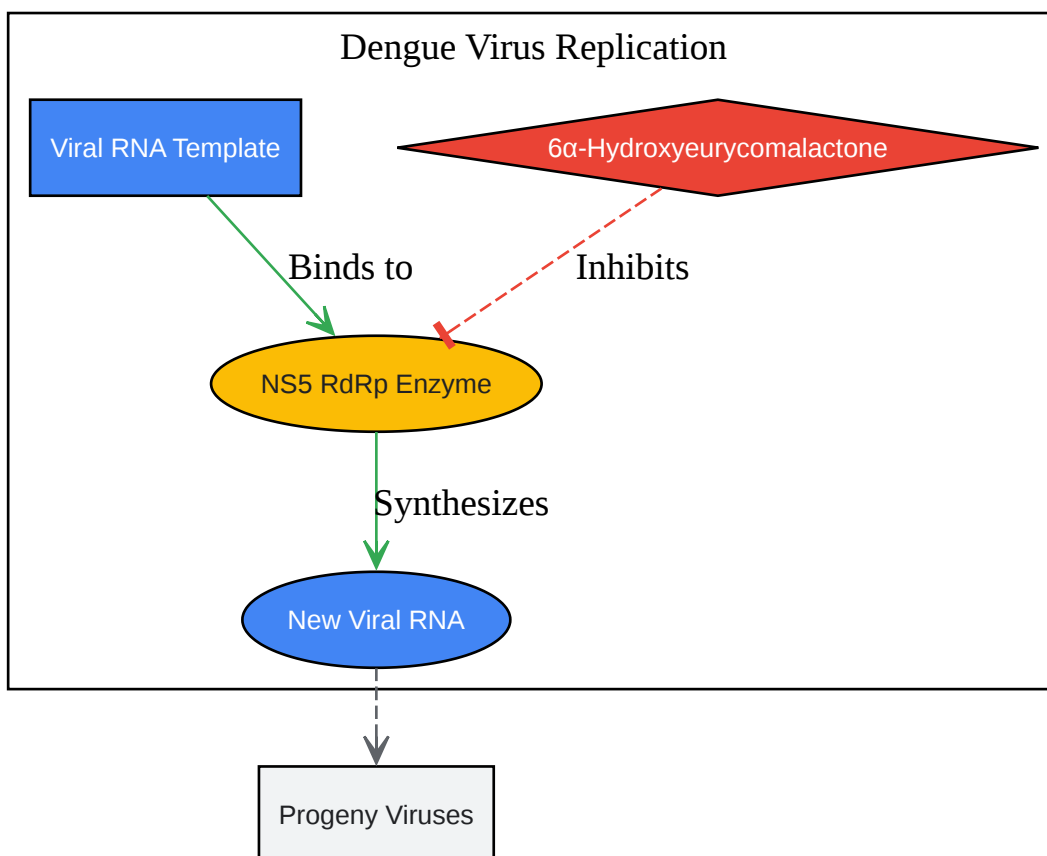 Dengue Virus Replication
Viral RNA Template
6α-Hydroxyeurycomalactone
Binds to
Inhibits
NS5 RdRp Enzyme
Synthesizes
New Viral RNA
Progeny Viruses